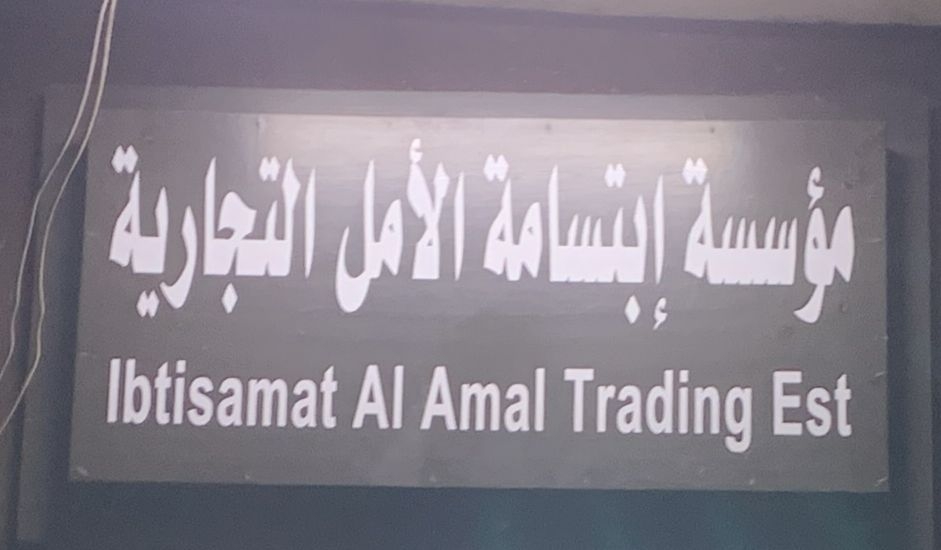 مؤسسة إبتسامة الأمل التجارية
Ibtisamat Al Amal Trading Est